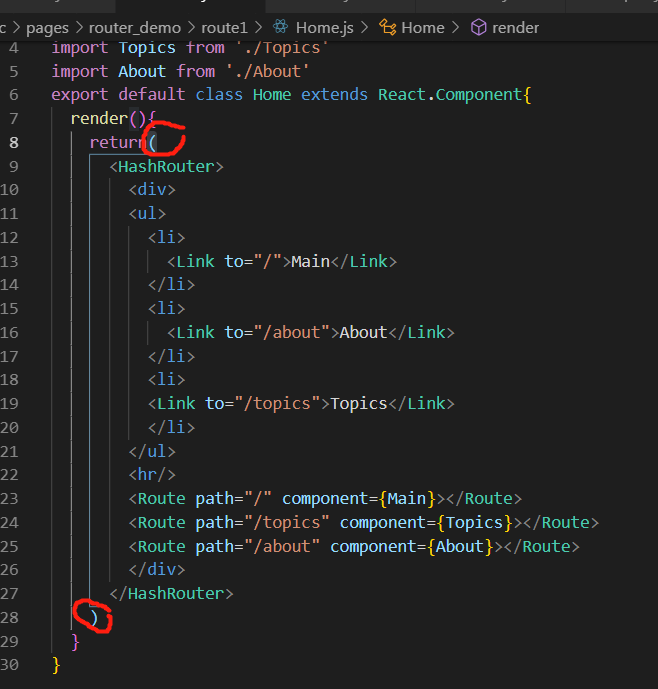 c > pages > router_demo > route1 > Home.js > Home > render
4 import Topics from './Topics'
5 import About from './About'
6 export default class Home extends React.Component{
7 render(){
8 return(
9 <HashRouter>
10 <div>
11 <ul>
12 <li>
13 <Link to="/">Main</Link>
14 </li>
15 <li>
16 <Link to="/about">About</Link>
17 </li>
18 <li>
19 <Link to="/topics">Topics</Link>
20 </li>
21 </ul>
22 <hr/>
23 <Route path="/" component={Main}></Route>
24 <Route path="/topics" component={Topics}></Route>
25 <Route path="/about" component={About}></Route>
26 </div>
27 </HashRouter>
28 )
29 }
30 }